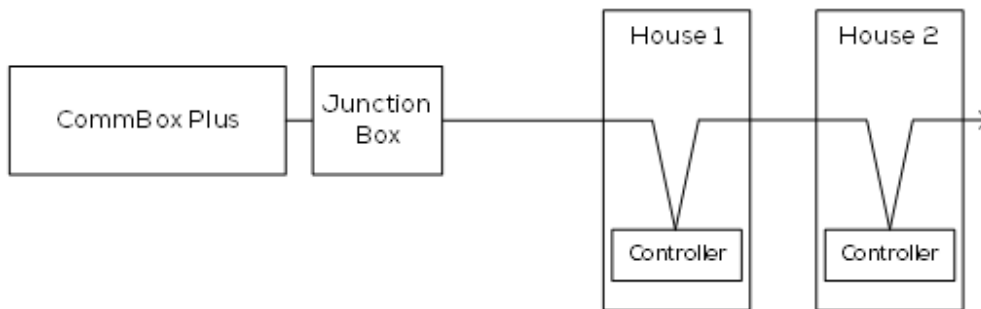 CommBox Plus
Junction
Box
House 1
Controller
House 2
Controller